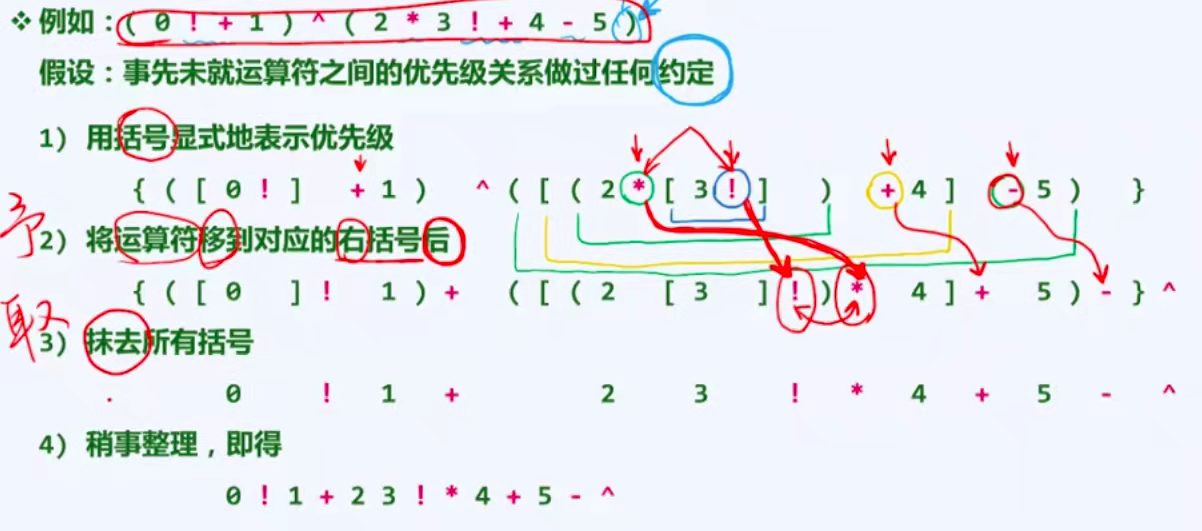 ❖ 例如：( 0 ! + 1 ) ^ ( 2 * 3 ! + 4 - 5 )
假设：事先未就运算符之间的优先级关系做过任何约定
1) 用括号显式地表示优先级
{ ( [ 0 ! ] + 1 ) ^ ( [ ( 2 * [ 3 ! ] ) + 4 ] - 5 ) }
予
2) 将运算符移到对应的右括号后
{ ( [ 0 ] ! 1 ) + ( [ ( 2 [ 3 ] ! ) * 4 ] + 5 ) - } ^
取
3) 抹去所有括号
. 0 ! 1 + 2 3 ! * 4 + 5 - ^
4) 稍事整理，即得
0 ! 1 + 2 3 ! * 4 + 5 - ^